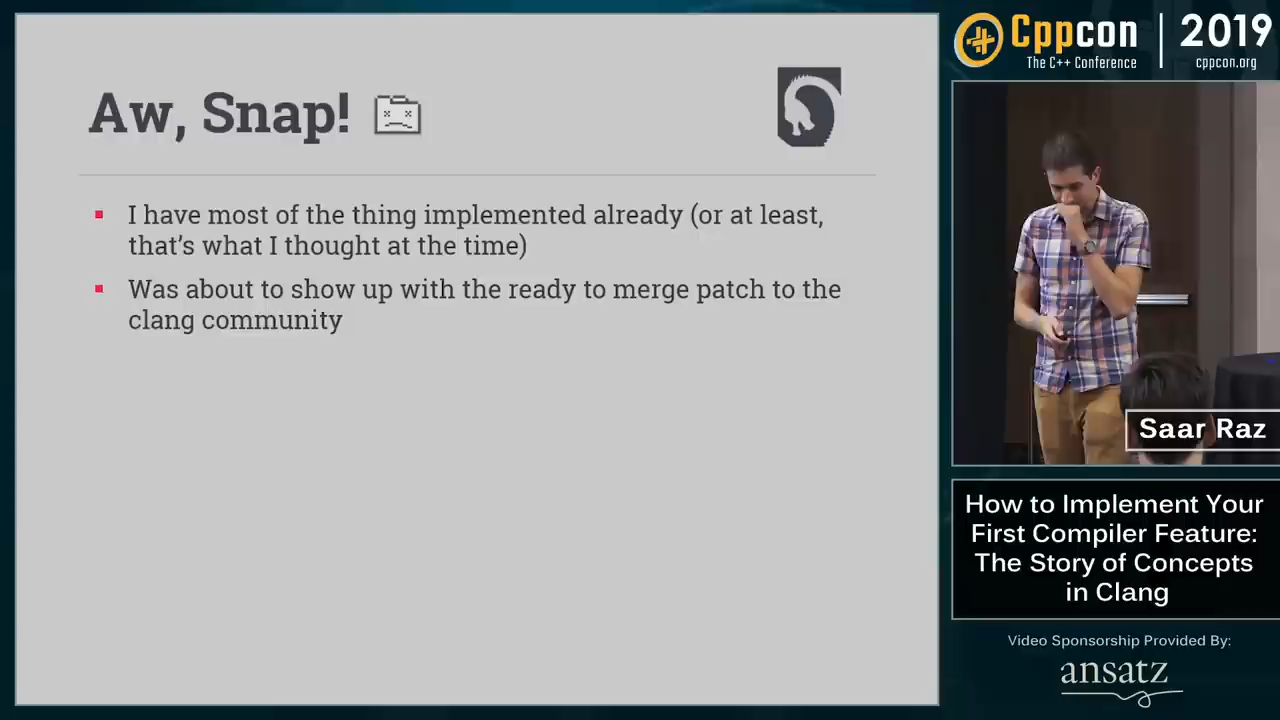 Aw, Snap!
I have most of the thing implemented already (or at least,
that's what I thought at the time)
Was about to show up with the ready to merge patch to the
clang community
Cppcon | 2019
The C++ Conference
cppcon.org
Saar Raz
How to Implement Your
First Compiler Feature:
The Story of Concepts
in Clang
Video Sponsorship Provided By:
ansatz